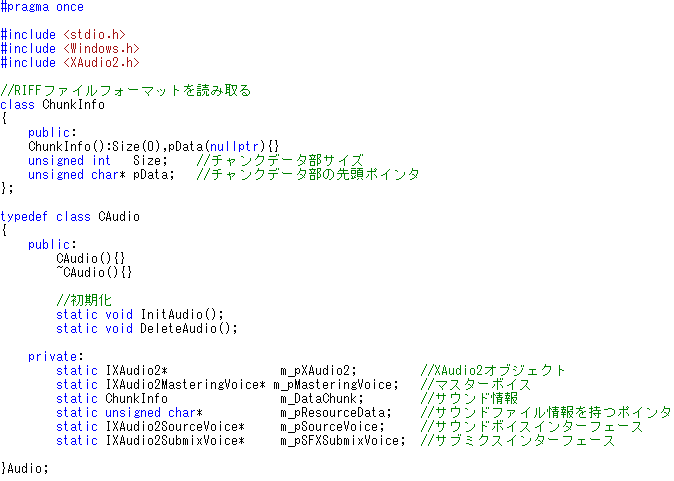 #pragma once
#include <stdio.h>
#include <Windows.h>
#include <XAudio2.h>
//RIFFファイルフォーマットを読み取る
class ChunkInfo
{
public:
ChunkInfo():Size(0),pData(nullptr){}
unsigned int Size; //チャンクデータ部サイズ
unsigned char* pData; //チャンクデータ部の先頭ポインタ
};
typedef class CAudio
{
public:
CAudio(){}
~CAudio(){}
//初期化
static void InitAudio();
static void DeleteAudio();
private:
static IXAudio2* m_pXAudio2; //XAudio2オブジェクト
static IXAudio2MasteringVoice* m_pMasteringVoice; //マスターボイス
static ChunkInfo m_DataChunk; //サウンド情報
static unsigned char* m_pResourceData; //サウンドファイル情報を持つポインタ
static IXAudio2SourceVoice* m_pSourceVoice; //サウンドボイスインターフェース
static IXAudio2SubmixVoice* m_pSFXSubmixVoice; //サブミクスインターフェース
}Audio;